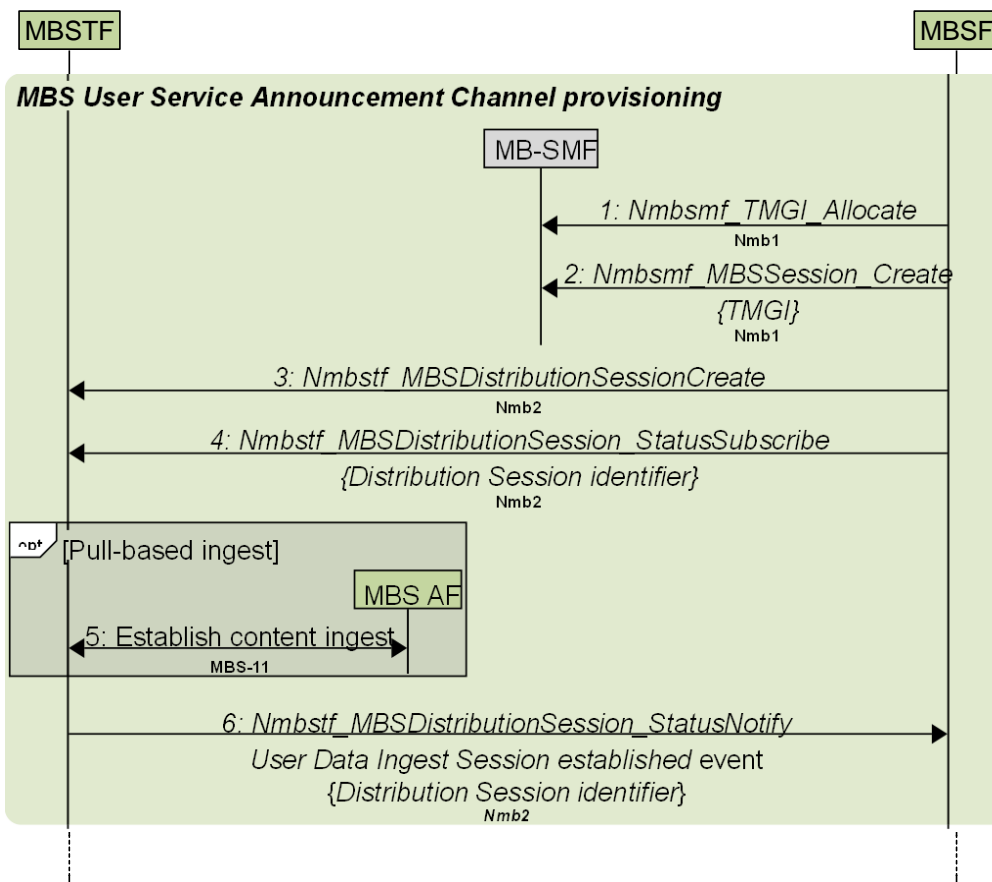 MBSTF
MBSF
MBS User Service Announcement Channel provisioning
MB-SMF
1: Nmbsmf_TMGI_Allocate
Nmb1
2: Nmbsmf_MBSSession_Create
{TMGI}
Nmb1
3: Nmbstf_MBSDistributionSessionCreate
Nmb2
4: Nmbstf_MBSDistributionSession_StatusSubscribe
{Distribution Session identifier}
Nmb2
opt [Pull-based ingest]
MBS AF
5: Establish content ingest
MBS-11
6: Nmbstf_MBSDistributionSession_StatusNotify
User Data Ingest Session established event
{Distribution Session identifier}
Nmb2